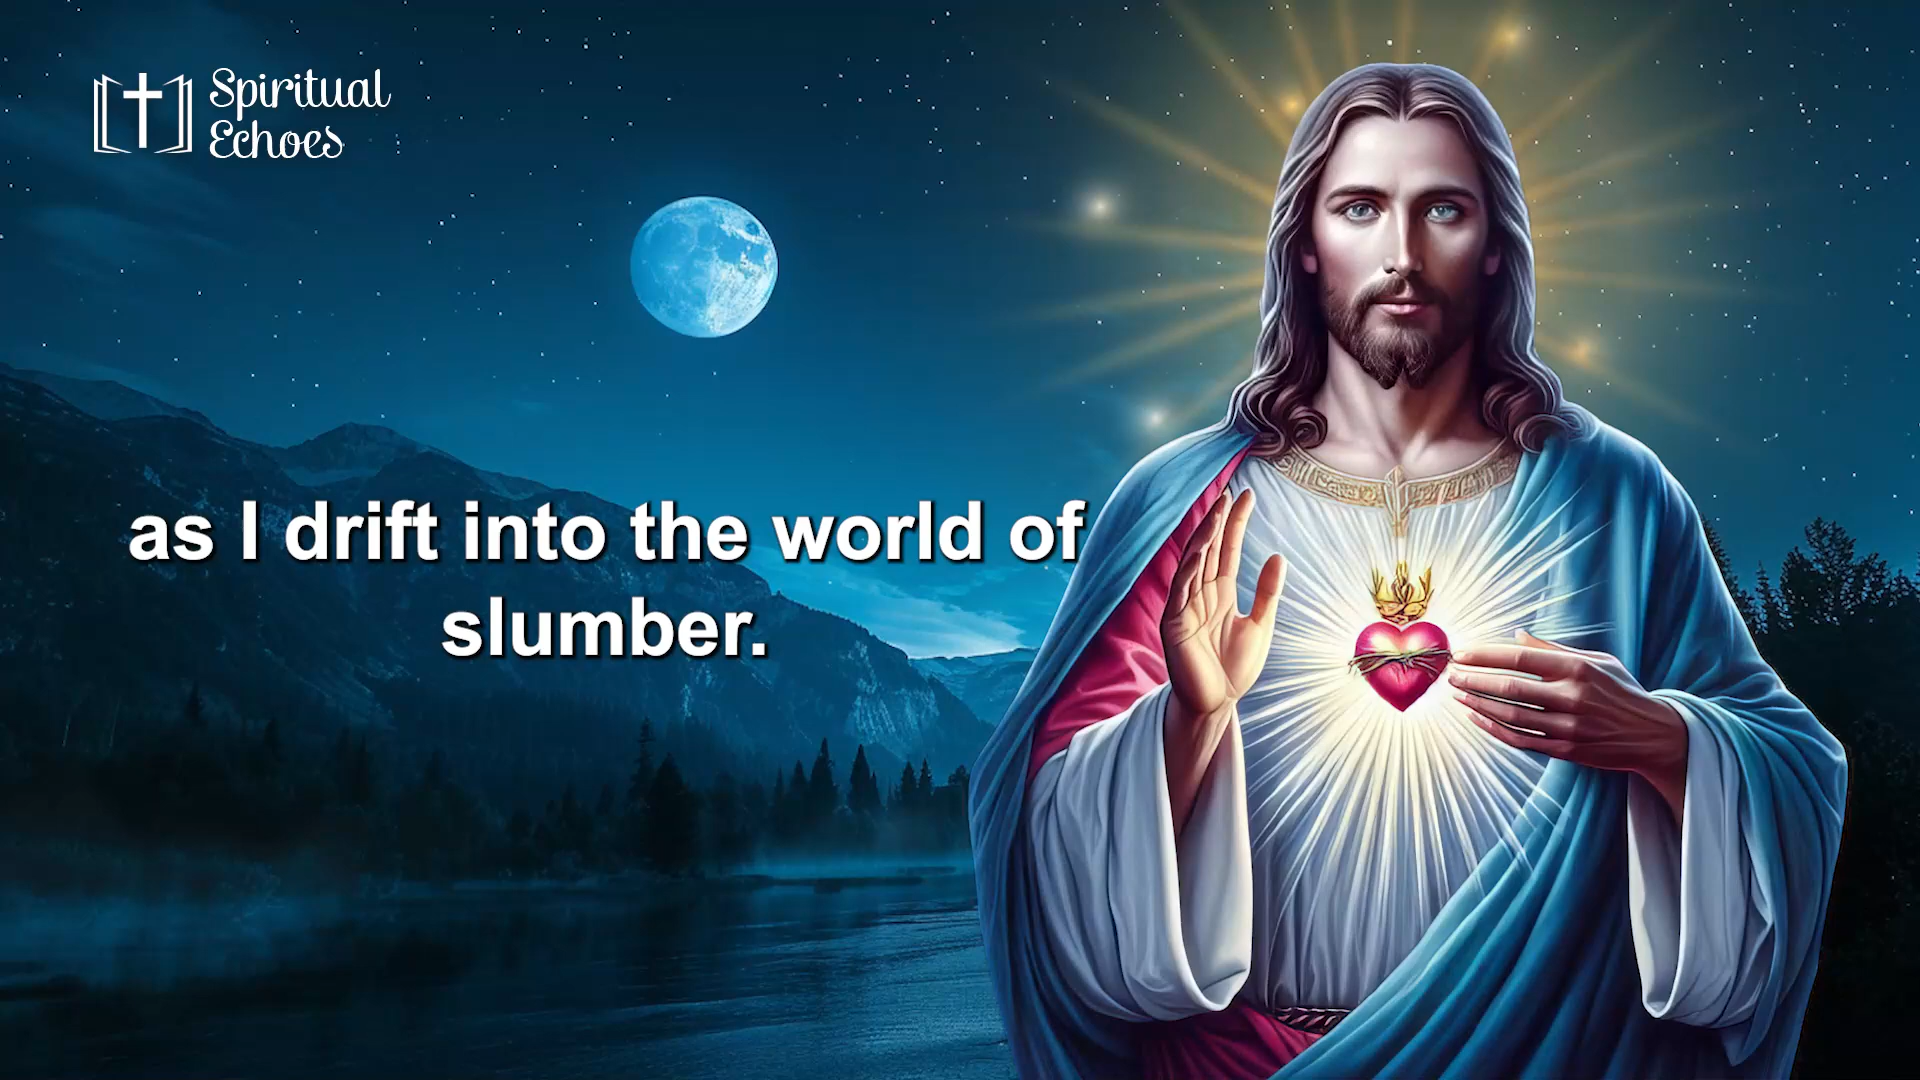 Spiritual
Echoes
as I drift into the world of
slumber.